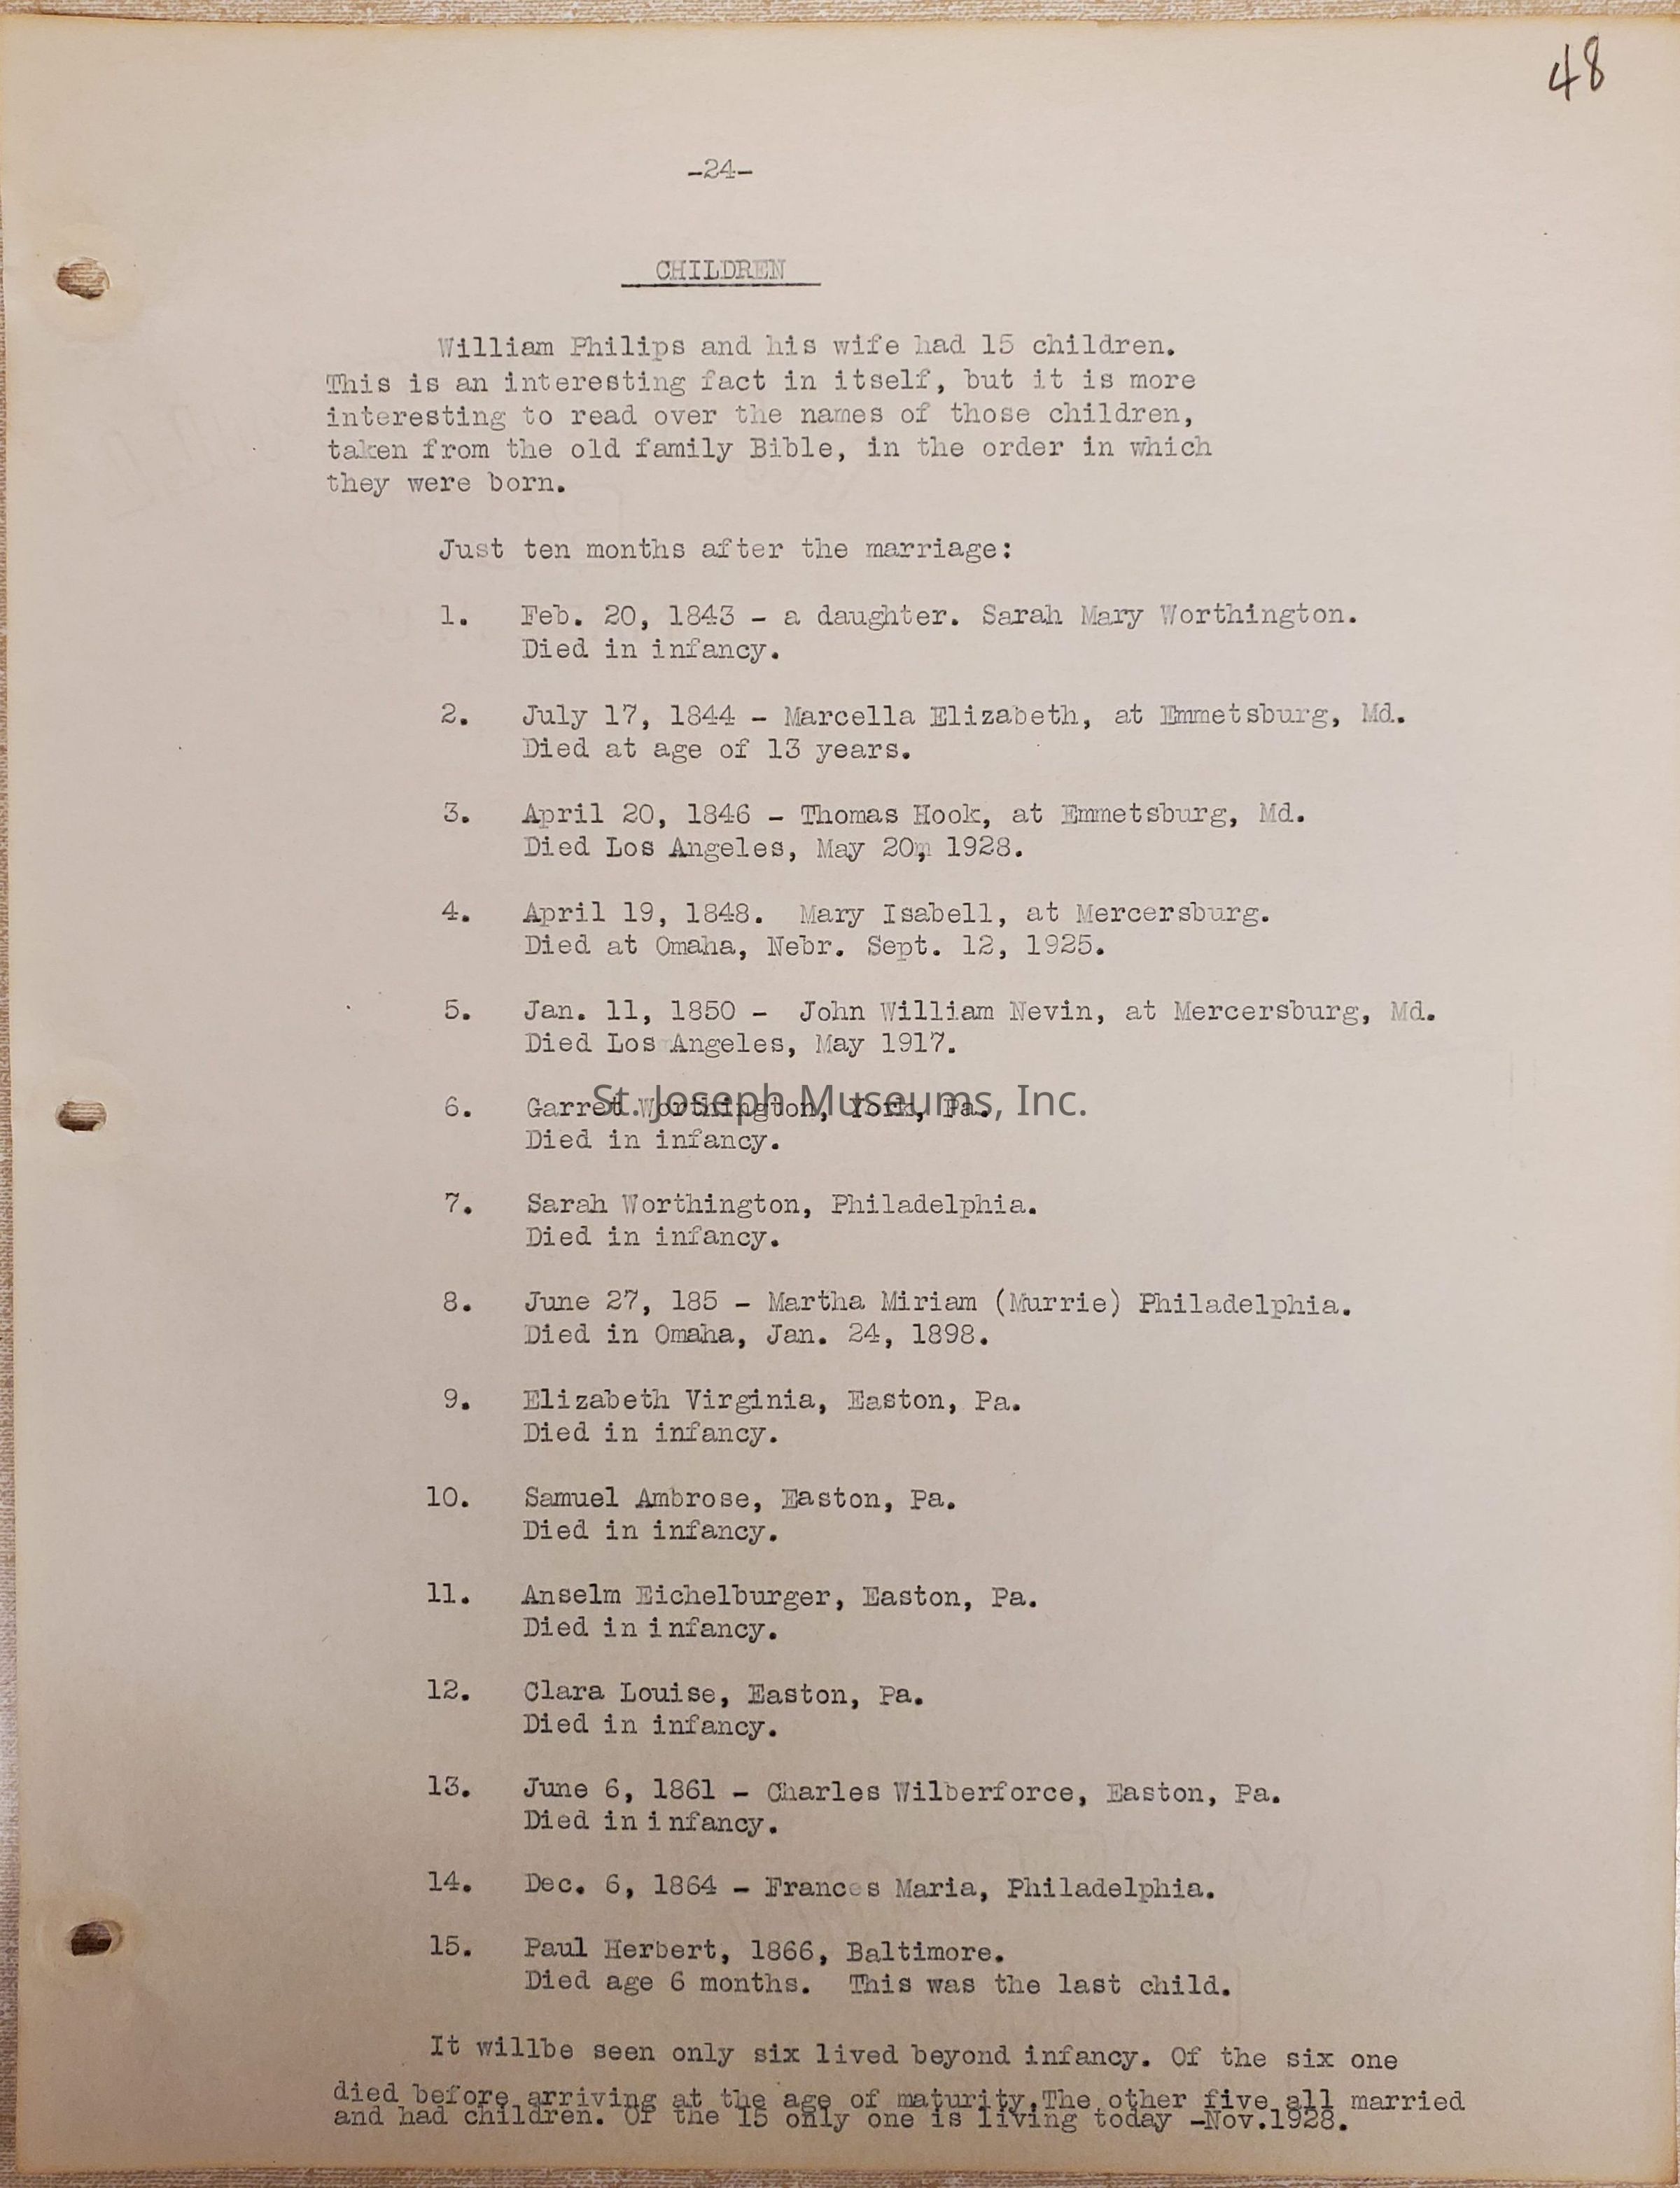 48
-24-
CHILDREN
William Philips and his wife had 15 children.
This is an interesting fact in itself, but it is more
interesting to read over the names of those children,
taken from the old family Bible, in the order in which
they were born.
Just ten months after the marriage:
1. Feb. 20, 1843 - a daughter. Sarah Mary Worthington.
Died in infancy.
2. July 17, 1844 - Marcella Elizabeth, at Emmetsburg, Md.
Died at age of 13 years.
3. April 20, 1846 - Thomas Hook, at Emmetsburg, Md.
Died Los Angeles, May 20, 1928.
4. April 19, 1848. Mary Isabell, at Mercersburg.
Died at Omaha, Nebr. Sept. 12, 1925.
5. Jan. 11, 1850 - John William Nevin, at Mercersburg, Md.
Died Los Angeles, May 1917.
6. Garret Worthington, York, Pa.
St. Joseph Museums, Inc.
Died in infancy.
7. Sarah Worthington, Philadelphia.
Died in infancy.
8. June 27, 185 - Martha Miriam (Murrie) Philadelphia.
Died in Omaha, Jan. 24, 1898.
9. Elizabeth Virginia, Easton, Pa.
Died in infancy.
10. Samuel Ambrose, Easton, Pa.
Died in infancy.
11. Anselm Eichelburger, Easton, Pa.
Died in infancy.
12. Clara Louise, Easton, Pa.
Died in infancy.
13. June 6, 1861 - Charles Wilberforce, Easton, Pa.
Died in infancy.
14. Dec. 6, 1864 - Frances Maria, Philadelphia.
15. Paul Herbert, 1866, Baltimore.
Died age 6 months. This was the last child.
It willbe seen only six lived beyond infancy. Of the six one
died before arriving at the age of maturity.The other five all married
and had children. Of the 15 only one is living today -Nov.1928.